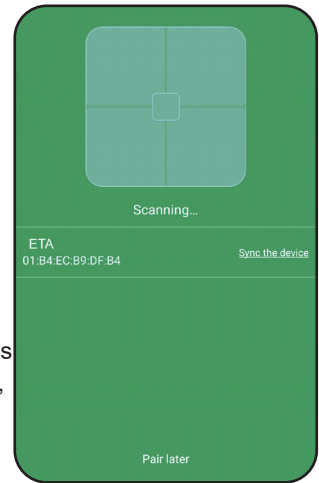 Scanning...
ETA
01:B4:EC:B9:DF:B4
Sync the device
s
,
Pair later